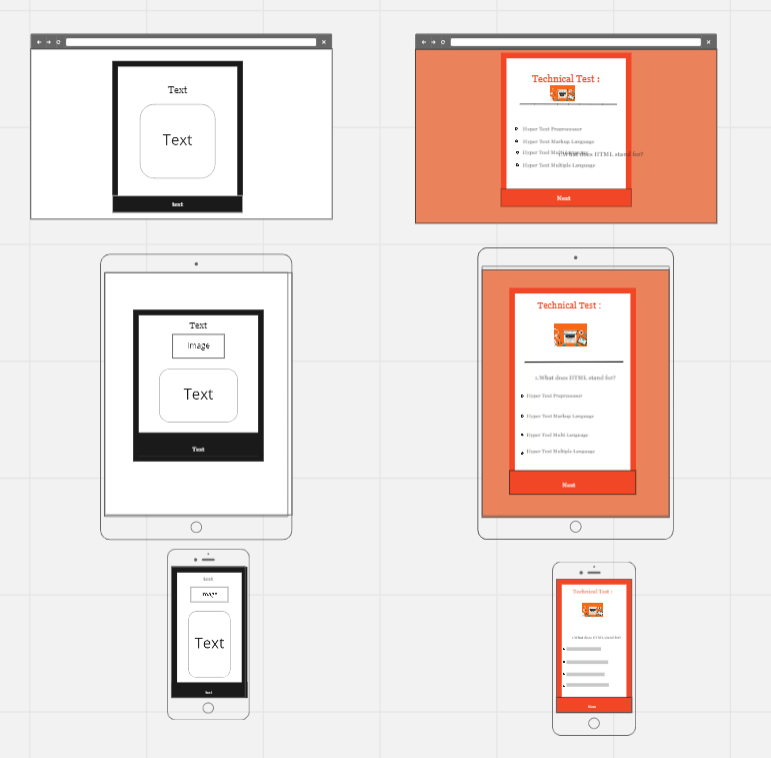 Text
Text
text
Technical Test :
Hyper Text Preprocessor
Hyper Text Markup Language
Hyper Text Multi Language
1.What does HTML stand for?
Hyper Text Multiple Language
Next
Text
Image
Text
Text
Technical Test :
1.What does HTML stand for?
Hyper Text Preprocessor
Hyper Text Markup Language
Hyper Text Multi Language
Hyper Text Multiple Language
Next
Text
Image
Text
text
Technical Test :
1.What does HTML stand for?
Next